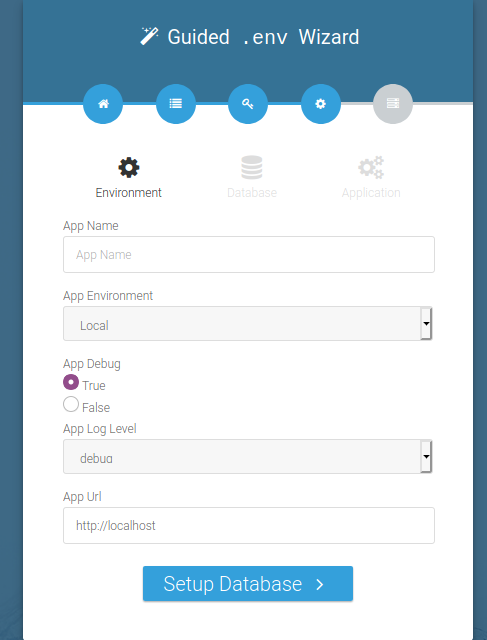 Guided .env Wizard
Environment Database Application
App Name
App Name
App Environment
Local
App Debug
True
False
App Log Level
debug
App Url
http://localhost
Setup Database